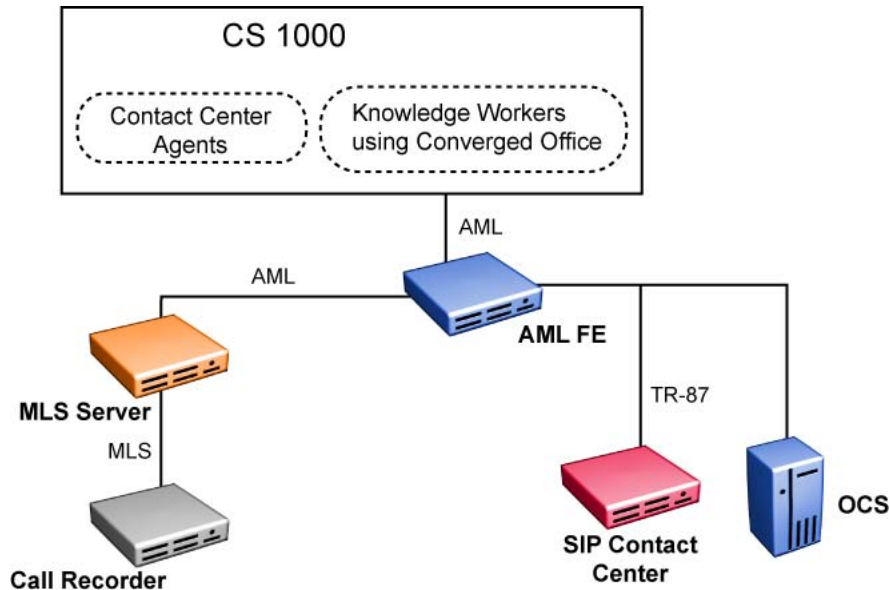 CS 1000
Contact Center
Agents
Knowledge Workers
using Converged Office
AML
AML
AML FE
MLS Server
TR-87
MLS
OCS
SIP Contact
Center
Call Recorder